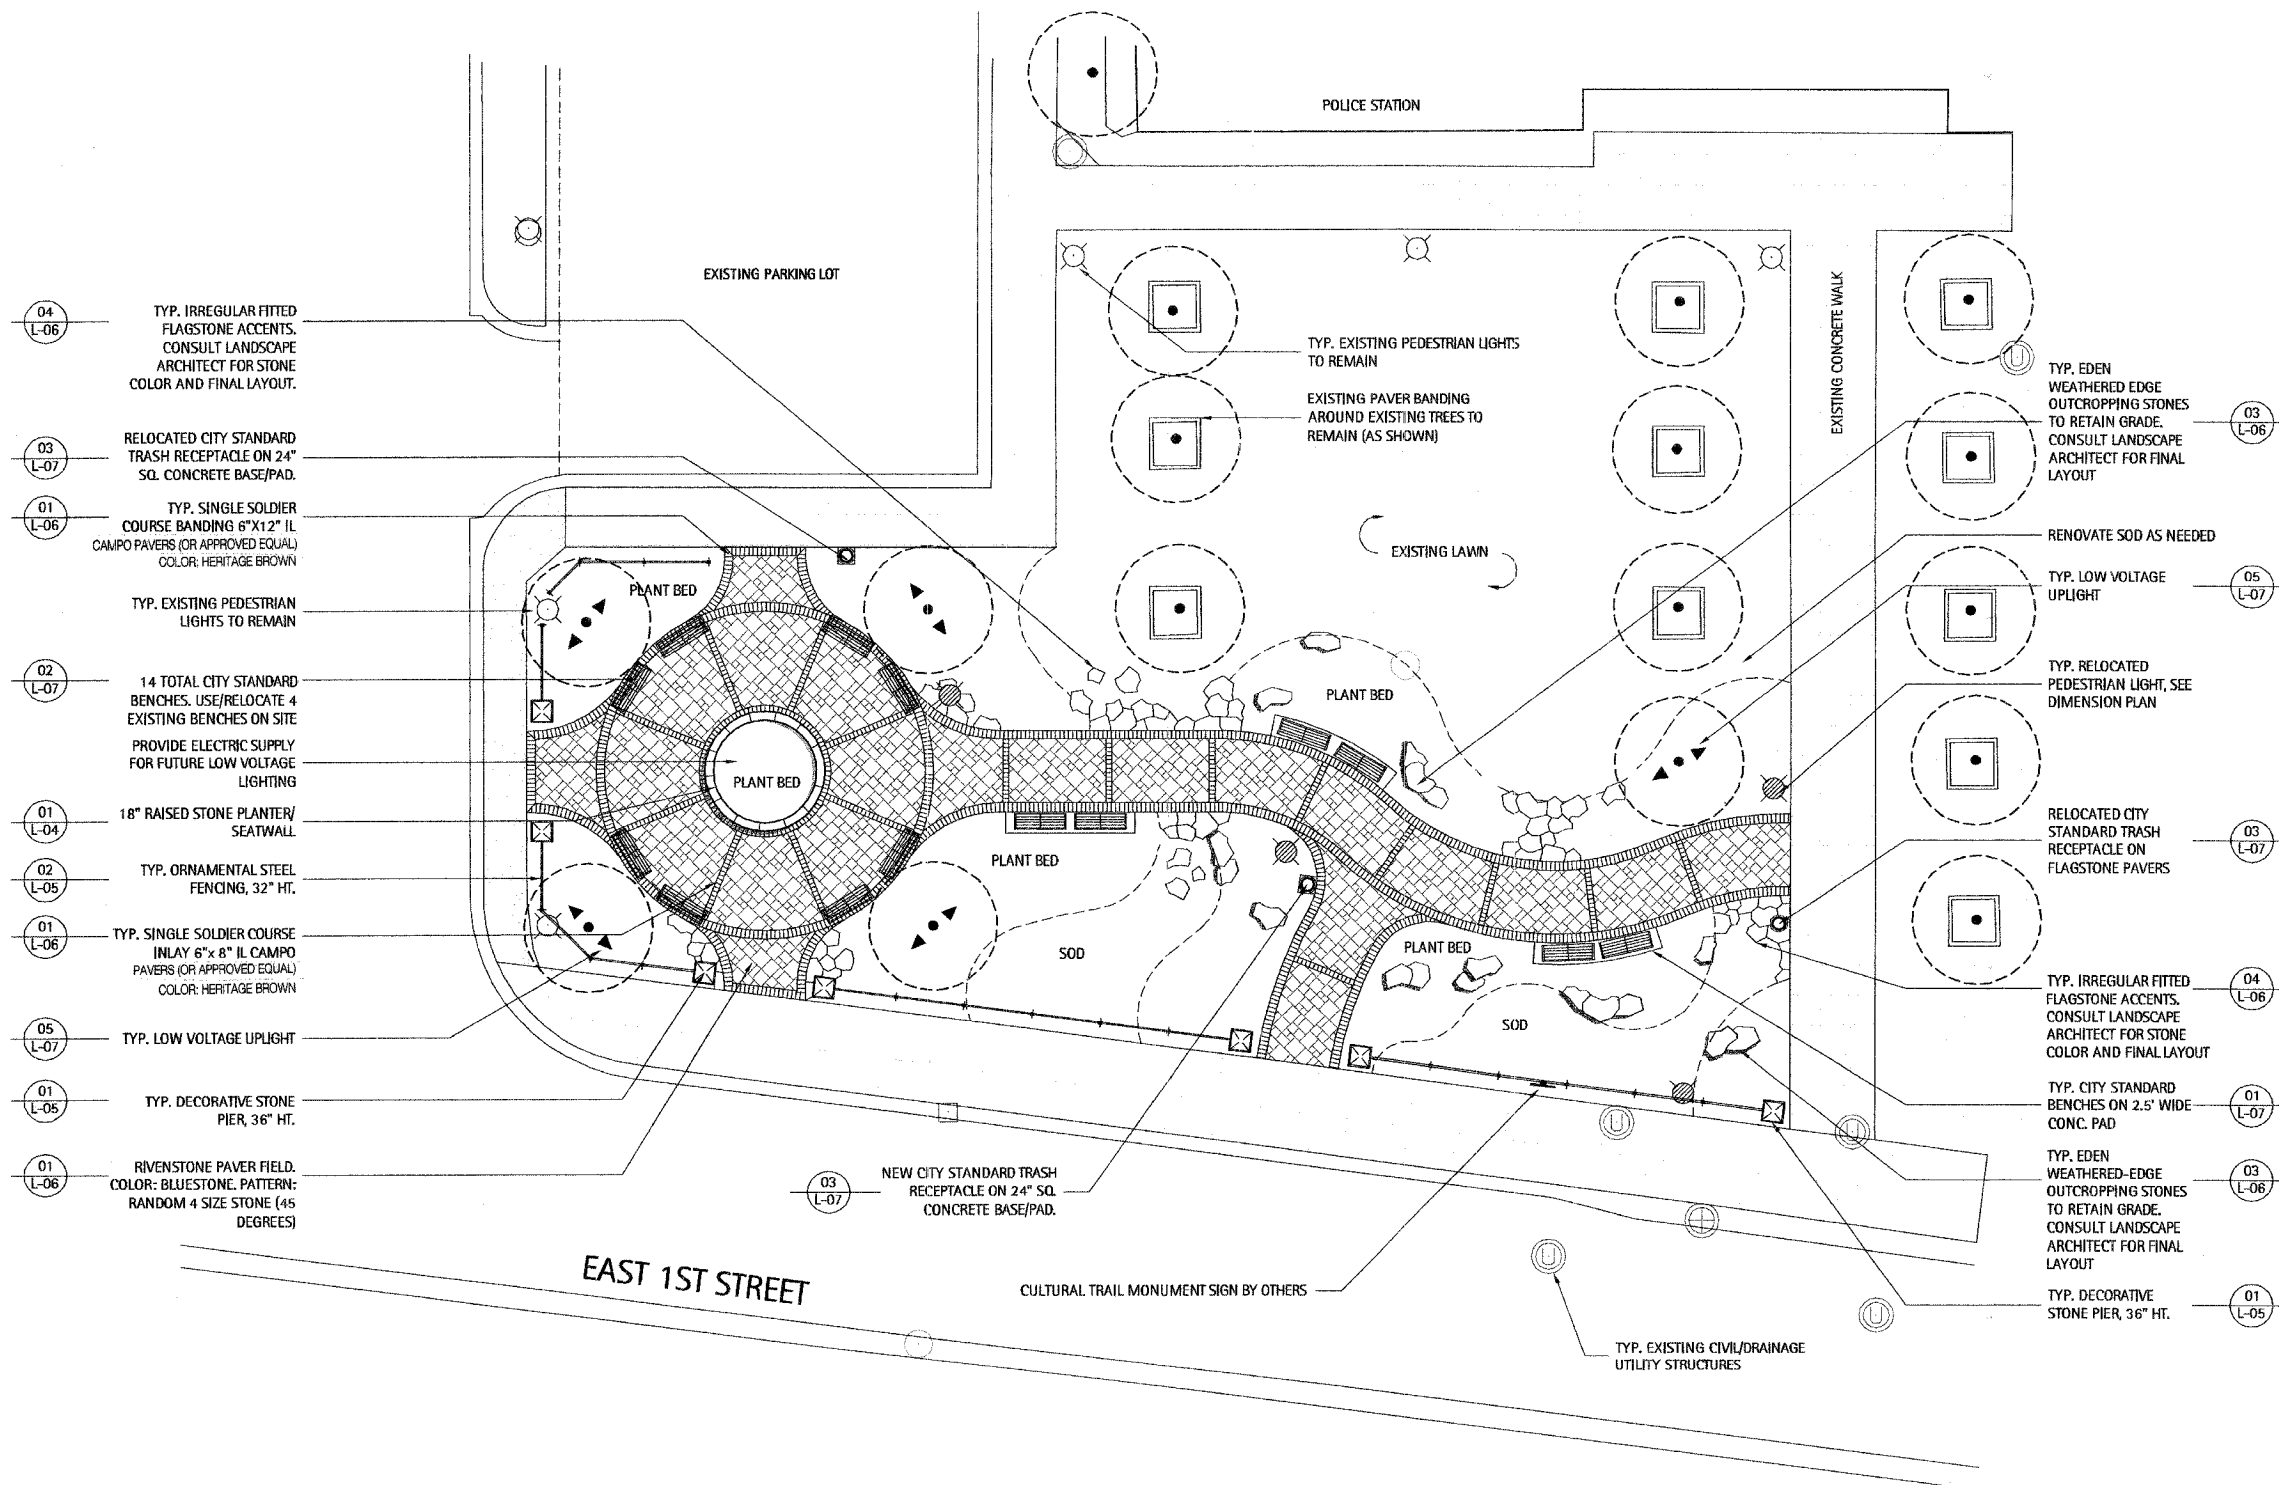 POLICE STATION
EXISTING PARKING LOT
EXISTING CONCRETE WALK
04
L-06
TYP. IRREGULAR FITTED
FLAGSTONE ACCENTS.
CONSULT LANDSCAPE
ARCHITECT FOR STONE
COLOR AND FINAL LAYOUT.
03
L-07
RELOCATED CITY STANDARD
TRASH RECEPTACLE ON 24"
SQ. CONCRETE BASE/PAD.
01
L-06
TYP. SINGLE SOLDIER
COURSE BANDING 6"X12" IL
CAMPO PAVERS (OR APPROVED EQUAL)
COLOR: HERITAGE BROWN
TYP. EXISTING PEDESTRIAN
LIGHTS TO REMAIN
02
L-07
14 TOTAL CITY STANDARD
BENCHES. USE/RELOCATE 4
EXISTING BENCHES ON SITE
PROVIDE ELECTRIC SUPPLY
FOR FUTURE LOW VOLTAGE
LIGHTING
01
L-04
18" RAISED STONE PLANTER/
SEATWALL
02
L-05
TYP. ORNAMENTAL STEEL
FENCING, 32" HT.
01
L-06
TYP. SINGLE SOLDIER COURSE
INLAY 6"x 8" IL CAMPO
PAVERS (OR APPROVED EQUAL)
COLOR: HERITAGE BROWN
05
L-07
TYP. LOW VOLTAGE UPLIGHT
01
L-05
TYP. DECORATIVE STONE
PIER, 36" HT.
01
L-06
RIVENSTONE PAVER FIELD.
COLOR: BLUESTONE. PATTERN:
RANDOM 4 SIZE STONE (45
DEGREES)
TYP. EXISTING PEDESTRIAN LIGHTS
TO REMAIN
EXISTING PAVER BANDING
AROUND EXISTING TREES TO
REMAIN (AS SHOWN)
EXISTING LAWN
PLANT BED
PLANT BED
PLANT BED
PLANT BED
PLANT BED
SOD
SOD
U
U
U
U
U
TYP. EDEN
WEATHERED EDGE
OUTCROPPING STONES
TO RETAIN GRADE.
CONSULT LANDSCAPE
ARCHITECT FOR FINAL
LAYOUT
03
L-06
RENOVATE SOD AS NEEDED
TYP. LOW VOLTAGE
UPLIGHT
05
L-07
TYP. RELOCATED
PEDESTRIAN LIGHT, SEE
DIMENSION PLAN
RELOCATED CITY
STANDARD TRASH
RECEPTACLE ON
FLAGSTONE PAVERS
03
L-07
TYP. IRREGULAR FITTED
FLAGSTONE ACCENTS.
CONSULT LANDSCAPE
ARCHITECT FOR STONE
COLOR AND FINAL LAYOUT
04
L-06
TYP. CITY STANDARD
BENCHES ON 2.5' WIDE
CONC. PAD
01
L-07
TYP. EDEN
WEATHERED-EDGE
OUTCROPPING STONES
TO RETAIN GRADE.
CONSULT LANDSCAPE
ARCHITECT FOR FINAL
LAYOUT
03
L-06
TYP. DECORATIVE
STONE PIER, 36" HT.
01
L-05
03
L-07
NEW CITY STANDARD TRASH
RECEPTACLE ON 24" SQ.
CONCRETE BASE/PAD.
CULTURAL TRAIL MONUMENT SIGN BY OTHERS
TYP. EXISTING CIVIL/DRAINAGE
UTILITY STRUCTURES
EAST 1ST STREET